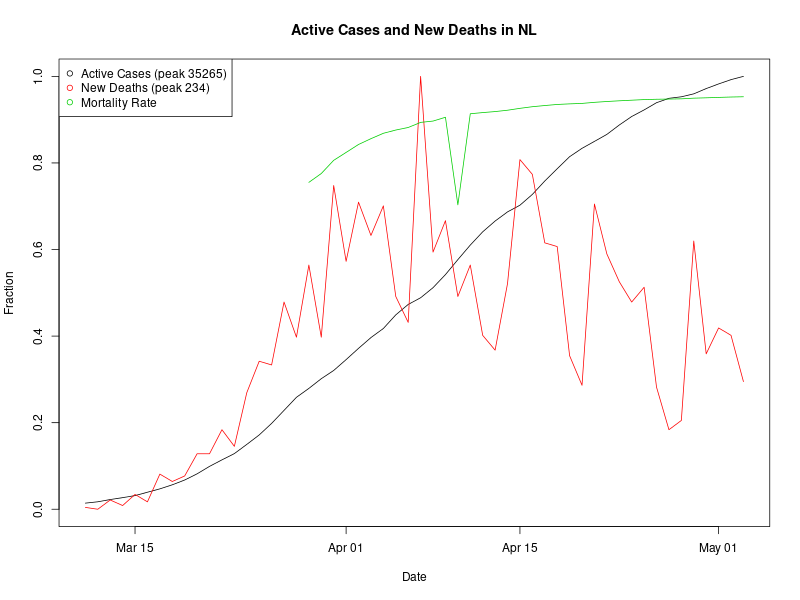 Active Cases and New Deaths in NL
Active Cases (peak 35265)
New Deaths (peak 234)
Mortality Rate
1.0
0.8
0.6
0.4
0.2
0.0
Fraction
Mar 15
Apr 01
Apr 15
May 01
Date